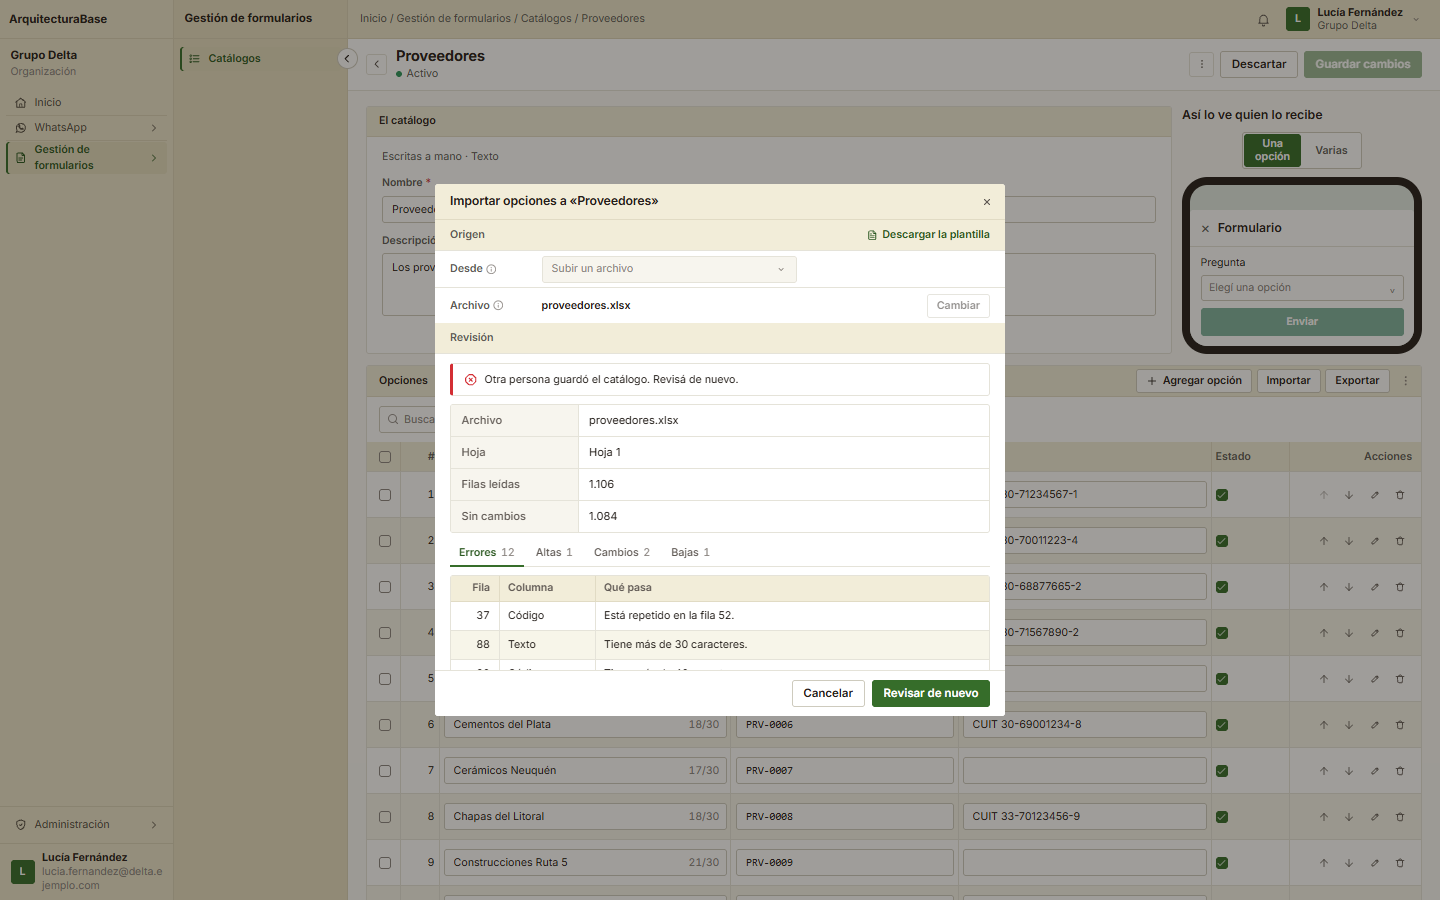 ArquitecturaBase
Gestión de formularios
Inicio / Gestión de formularios / Catálogos / Proveedores
L
Lucía Fernández
Grupo Delta
Grupo Delta
Organización
Inicio
WhatsApp
Gestión de
formularios
Catálogos
Proveedores
Activo
Descartar
Guardar cambios
El catálogo
Escritas a mano · Texto
Nombre *
Descripció
Los prov
Así lo ve quien lo recibe
Una
opción
Varias
Formulario
Pregunta
Elegí una opción
Enviar
Importar opciones a «Proveedores»
Origen
Descargar la plantilla
Desde
Subir un archivo
Archivo
proveedores.xlsx
Cambiar
Revisión
Otra persona guardó el catálogo. Revisá de nuevo.
Archivo
proveedores.xlsx
Hoja
Hoja 1
Filas leídas
1.106
Sin cambios
1.084
Errores 12
Altas 1
Cambios 2
Bajas 1
Fila
Columna
Qué pasa
37
Código
Está repetido en la fila 52.
88
Texto
Tiene más de 30 caracteres.
Cancelar
Revisar de nuevo
Opciones
Agregar opción
Importar
Exportar
Busca
#
Estado
Acciones
1
30-71234567-1
2
30-70011223-4
3
30-68877665-2
4
30-71567890-2
5
6
Cementos del Plata
18/30
PRV-0006
CUIT 30-69001234-8
7
Cerámicos Neuquén
17/30
PRV-0007
8
Chapas del Litoral
18/30
PRV-0008
CUIT 33-70123456-9
9
Construcciones Ruta 5
21/30
PRV-0009
Administración
L
Lucía Fernández
lucia.fernandez@delta.e
jemplo.com